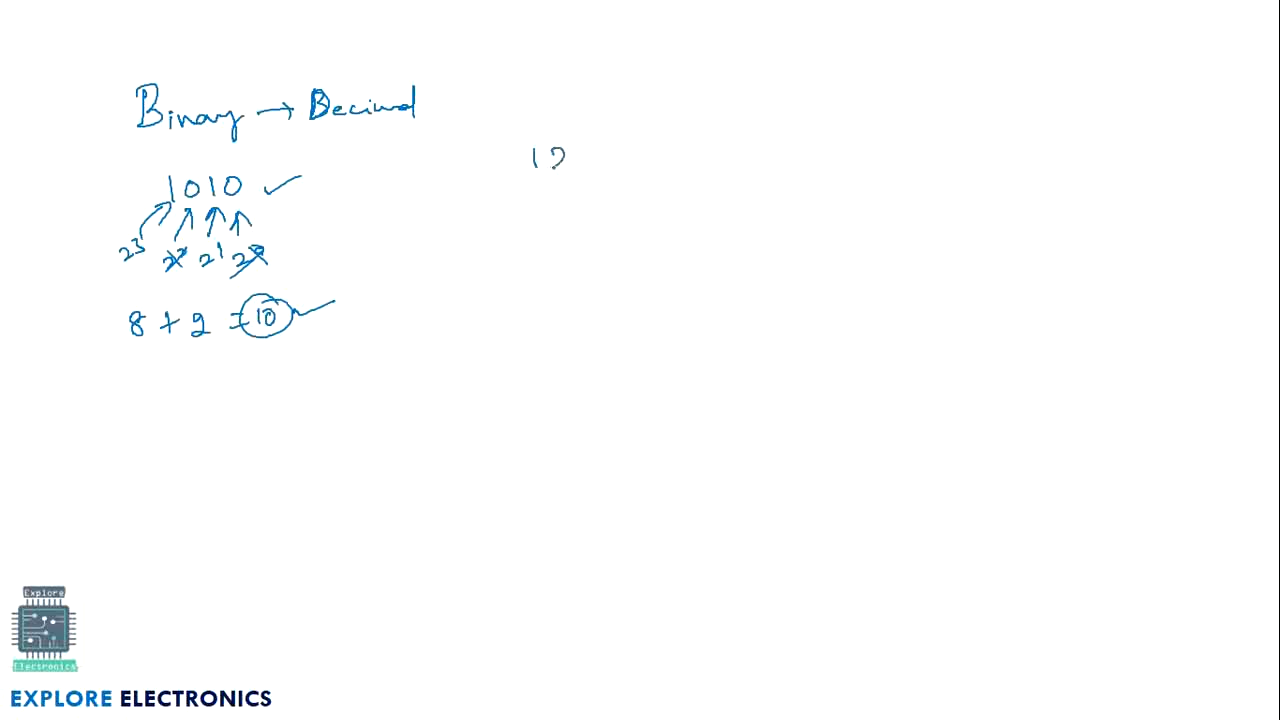 Binary → Decimal
1010 ✓
2³ 2² 2¹ 2⁰
8 + 2 = 10
12
Explore
Electronics
EXPLORE ELECTRONICS